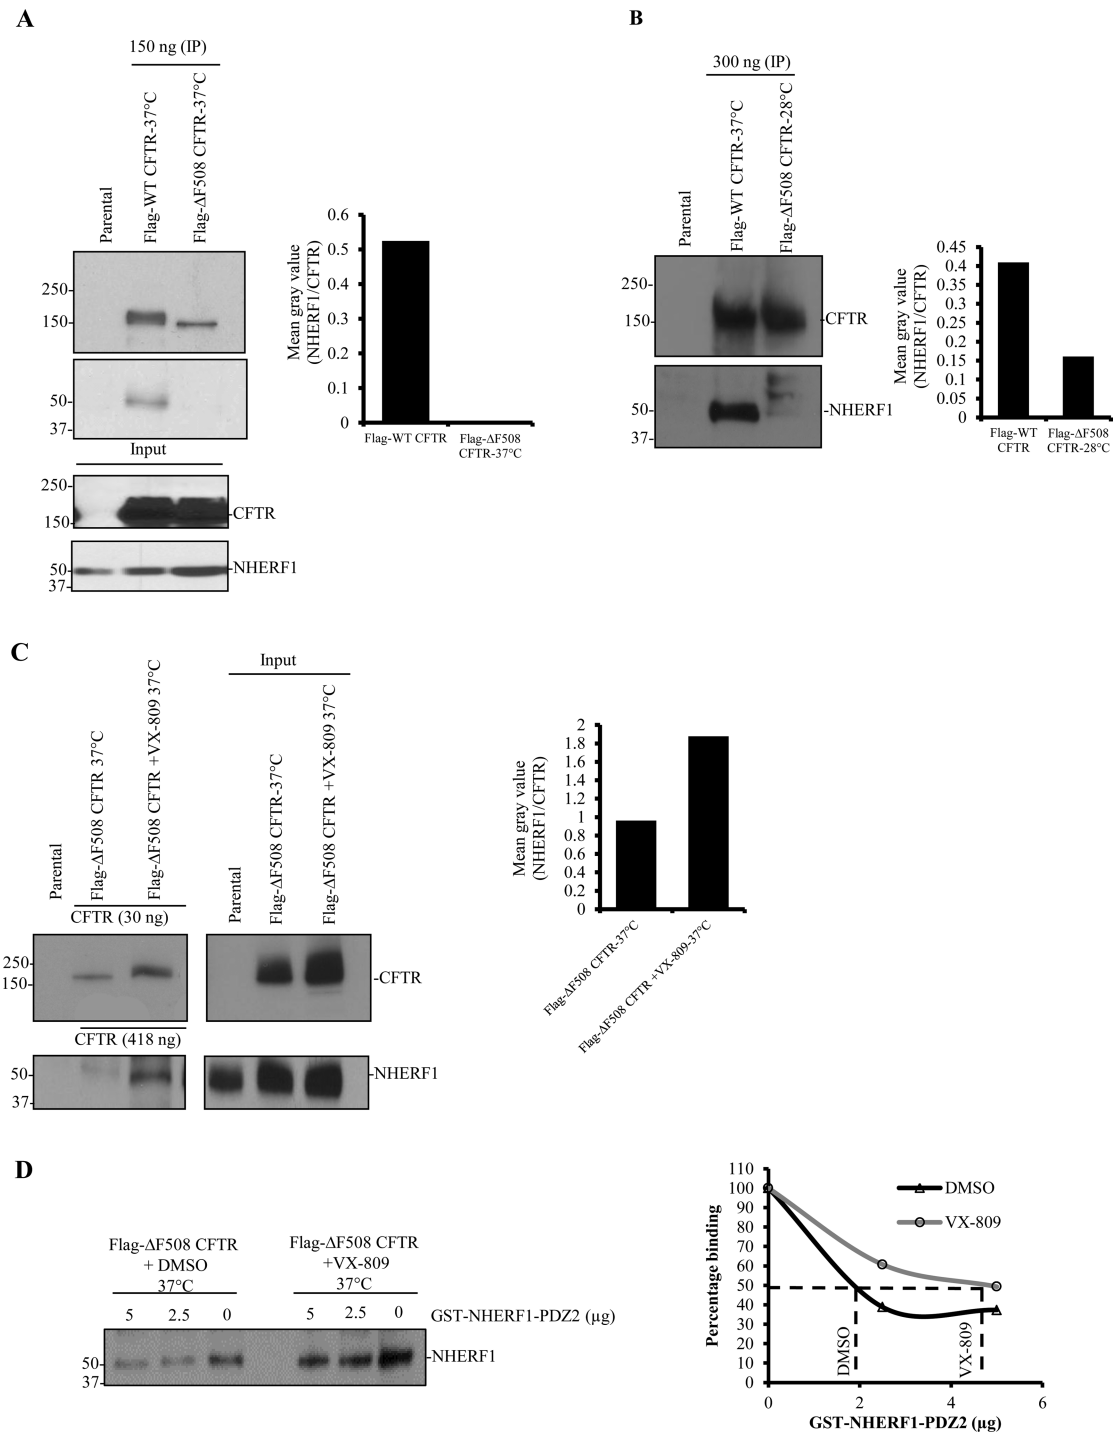 A
150 ng (IP)
Parental
Flag-WT CFTR-37°C
Flag-ΔF508 CFTR-37°C
250-
150-
50-
37-
Input
250-
150-
-CFTR
50-
37-
-NHERF1
Mean gray value
(NHERF1/CFTR)
0.6
0.5
0.4
0.3
0.2
0.1
0
Flag-WT CFTR
Flag-ΔF508
CFTR-37°C
B
300 ng (IP)
Parental
Flag-WT CFTR-37°C
Flag-ΔF508 CFTR-28°C
250-
150-
-CFTR
50-
37-
-NHERF1
Mean gray value
(NHERF1/CFTR)
0.45
0.4
0.35
0.3
0.25
0.2
0.15
0.1
0.05
0
Flag-WT
CFTR
Flag-ΔF508
CFTR-28°C
C
Parental
Flag-ΔF508 CFTR 37°C
Flag-ΔF508 CFTR +VX-809 37°C
CFTR (30 ng)
Input
Parental
Flag-ΔF508 CFTR-37°C
Flag-ΔF508 CFTR +VX-809 37°C
250-
150-
-CFTR
CFTR (418 ng)
50-
37-
-NHERF1
Mean gray value
(NHERF1/CFTR)
2
1.8
1.6
1.4
1.2
1
0.8
0.6
0.4
0.2
0
Flag-ΔF508 CFTR-37°C
Flag-ΔF508 CFTR +VX-809-37°C
D
Flag-ΔF508 CFTR
+ DMSO
37°C
Flag-ΔF508 CFTR
+VX-809
37°C
5 2.5 0 5 2.5 0 GST-NHERF1-PDZ2 (µg)
50-
37-
-NHERF1
Percentage binding
110
100
90
80
70
60
50
40
30
20
10
0
DMSO
VX-809
DMSO
VX-809
0 2 4 6
GST-NHERF1-PDZ2 (µg)